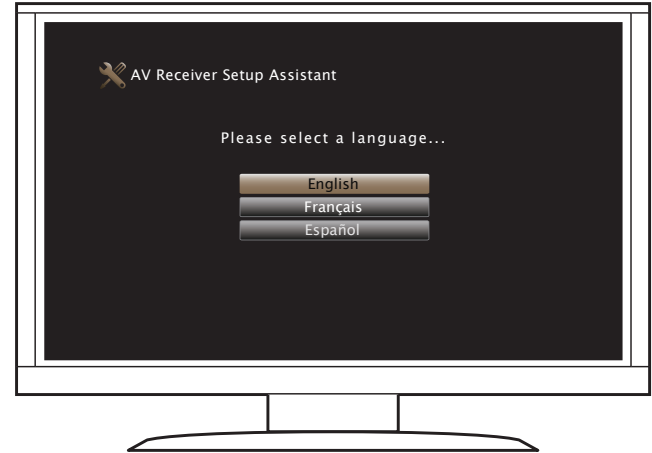 AV Receiver Setup Assistant
Please select a language...
English
Français
Español